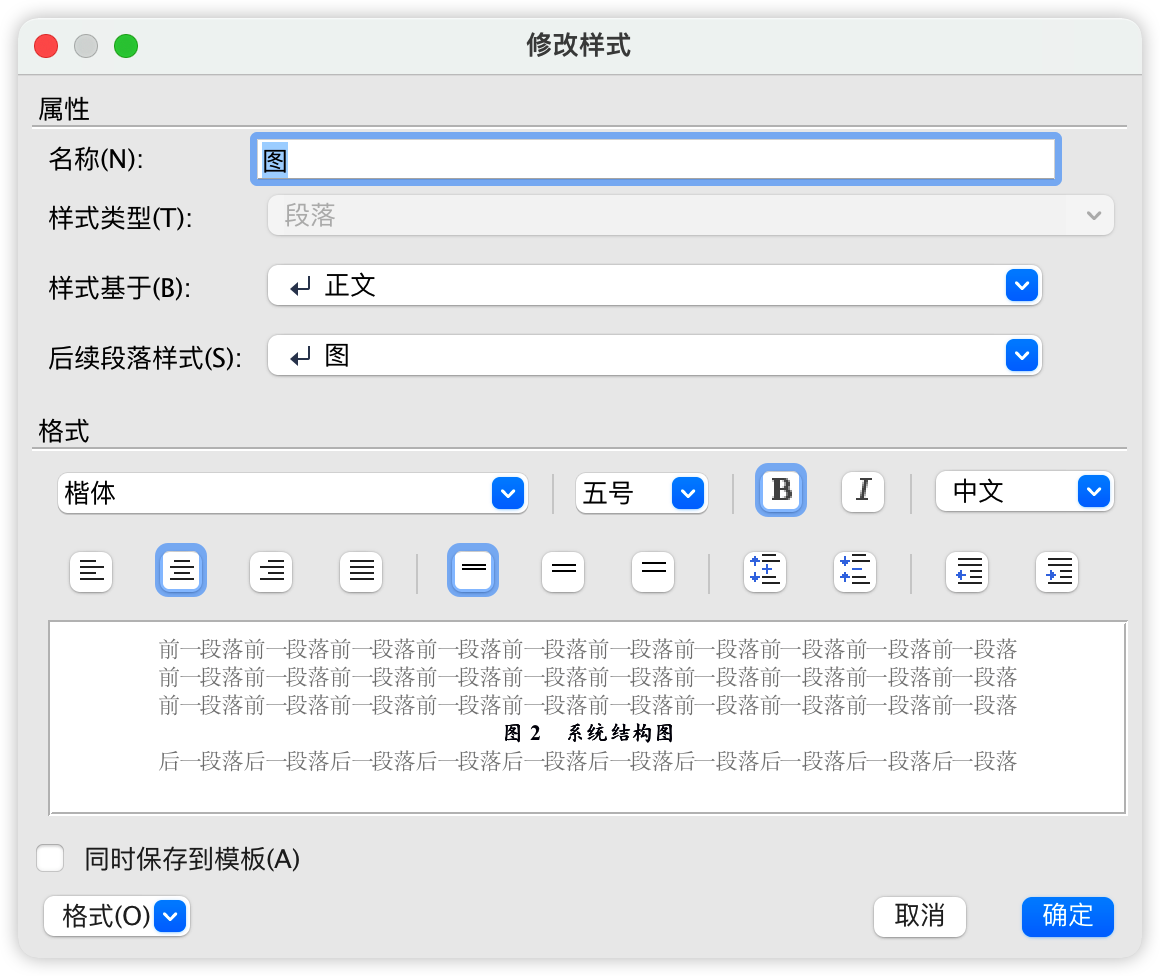 修改样式
属性
名称(N):
图
样式类型(T):
段落
样式基于(B):
正文
后续段落样式(S):
图
格式
楷体
五号
B
I
中文
前一段落前一段落前一段落前一段落前一段落前一段落前一段落前一段落前一段落前一段落
前一段落前一段落前一段落前一段落前一段落前一段落前一段落前一段落前一段落前一段落
前一段落前一段落前一段落前一段落前一段落前一段落前一段落前一段落前一段落前一段落
图 2　系统结构图
后一段落后一段落后一段落后一段落后一段落后一段落后一段落后一段落后一段落后一段落
同时保存到模板(A)
格式(O)
取消
确定